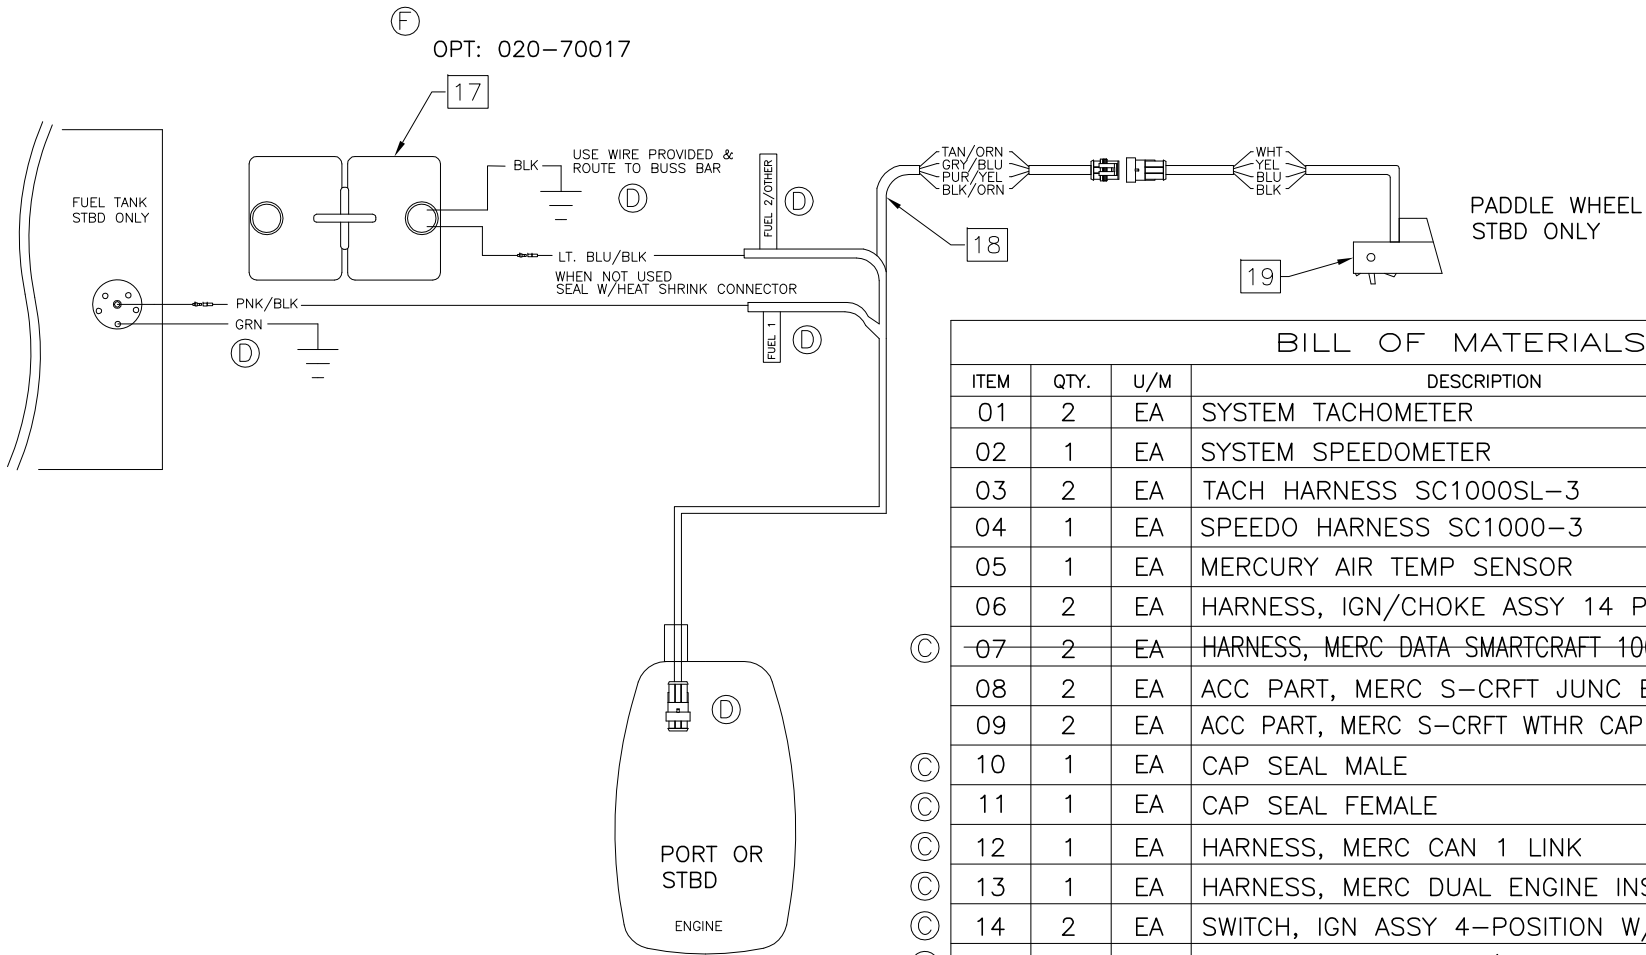 F
OPT: 020-70017
17
FUEL TANK
STBD ONLY
BLK
USE WIRE PROVIDED &
ROUTE TO BUSS BAR
D
FUEL 2/OTHER
D
LT. BLU/BLK
WHEN NOT USED
SEAL W/HEAT SHRINK CONNECTOR
PNK/BLK
GRN
D
FUEL 1
D
TAN/ORN
GRY/BLU
PUR/YEL
BLK/ORN
WHT
YEL
BLU
BLK
18
19
PADDLE WHEEL
STBD ONLY
D
PORT OR
STBD
ENGINE
BILL OF MATERIALS
ITEM QTY. U/M DESCRIPTION
01 2 EA SYSTEM TACHOMETER
02 1 EA SYSTEM SPEEDOMETER
03 2 EA TACH HARNESS SC1000SL-3
04 1 EA SPEEDO HARNESS SC1000-3
05 1 EA MERCURY AIR TEMP SENSOR
06 2 EA HARNESS, IGN/CHOKE ASSY 14 P
C 07 2 EA HARNESS, MERC DATA SMARTCRAFT 10
08 2 EA ACC PART, MERC S-CRFT JUNC
09 2 EA ACC PART, MERC S-CRFT WTHR CAP
C 10 1 EA CAP SEAL MALE
C 11 1 EA CAP SEAL FEMALE
C 12 1 EA HARNESS, MERC CAN 1 LINK
C 13 1 EA HARNESS, MERC DUAL ENGINE INS
C 14 2 EA SWITCH, IGN ASSY 4-POSITION W/